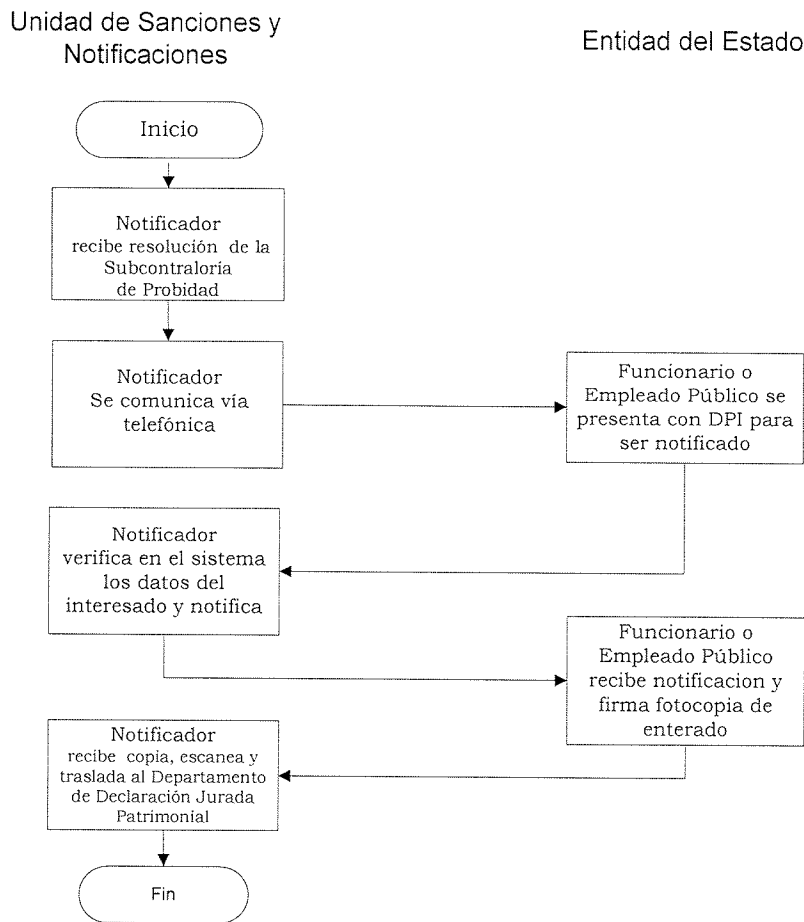 Unidad de Sanciones y
Notificaciones
Entidad del Estado
Inicio
Notificador
recibe resolución de la
Subcontraloría
de Probidad
Notificador
Se comunica vía
telefónica
Funcionario o
Empleado Público se
presenta con DPI para
ser notificado
Notificador
verifica en el sistema
los datos del
interesado y notifica
Funcionario o
Empleado Público
recibe notificacion y
firma fotocopia de
enterado
Notificador
recibe copia, escanea y
traslada al Departamento
de Declaración Jurada
Patrimonial
Fin